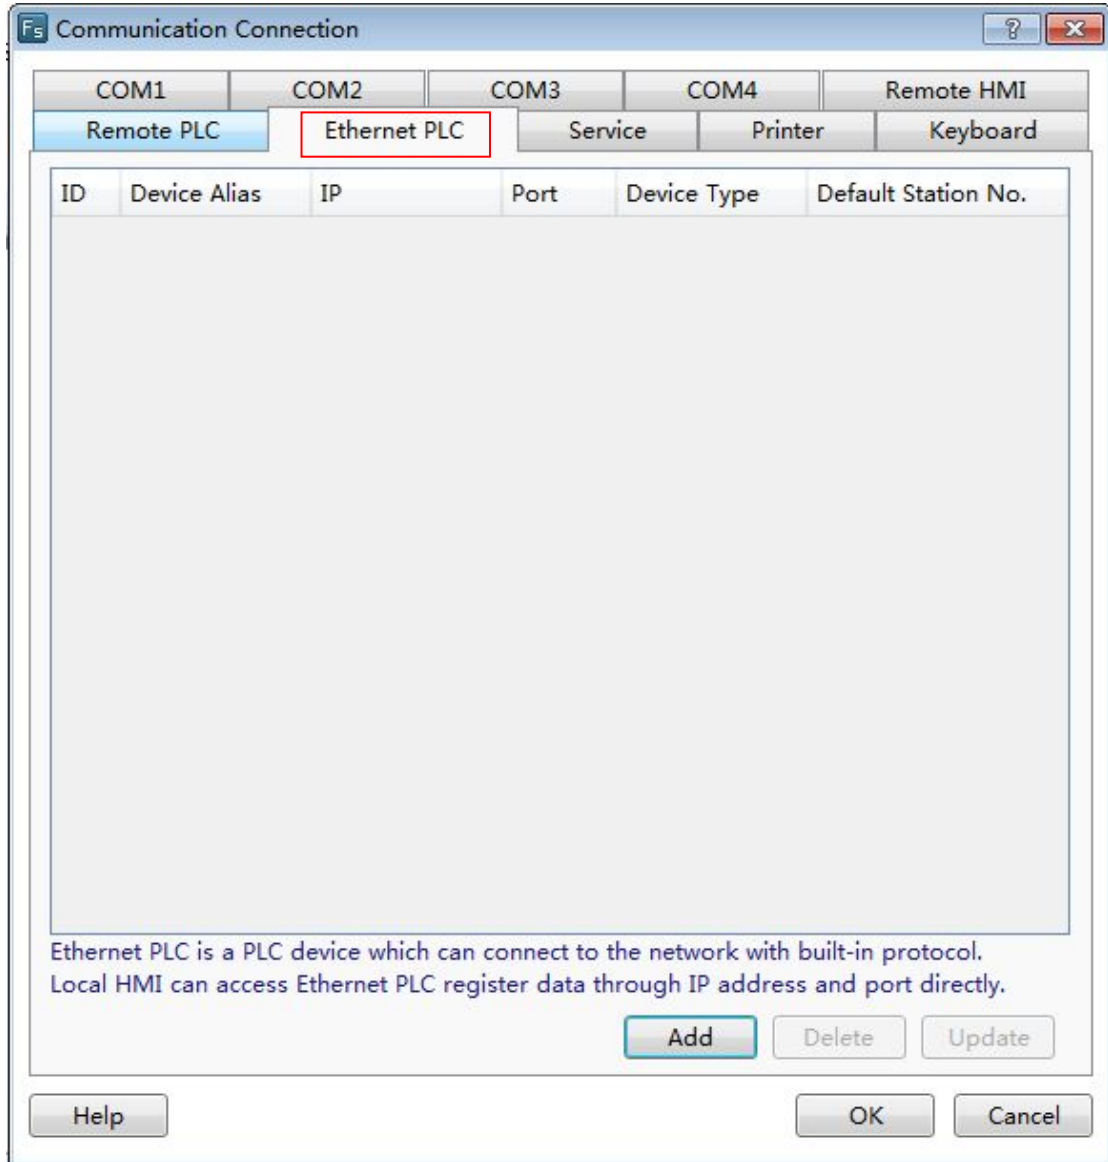 Fs Communication Connection
COM1 COM2 COM3 COM4 Remote HMI
Remote PLC Ethernet PLC Service Printer Keyboard
ID Device Alias IP Port Device Type Default Station No.
Ethernet PLC is a PLC device which can connect to the network with built-in protocol.
Local HMI can access Ethernet PLC register data through IP address and port directly.
Add Delete Update
Help OK Cancel